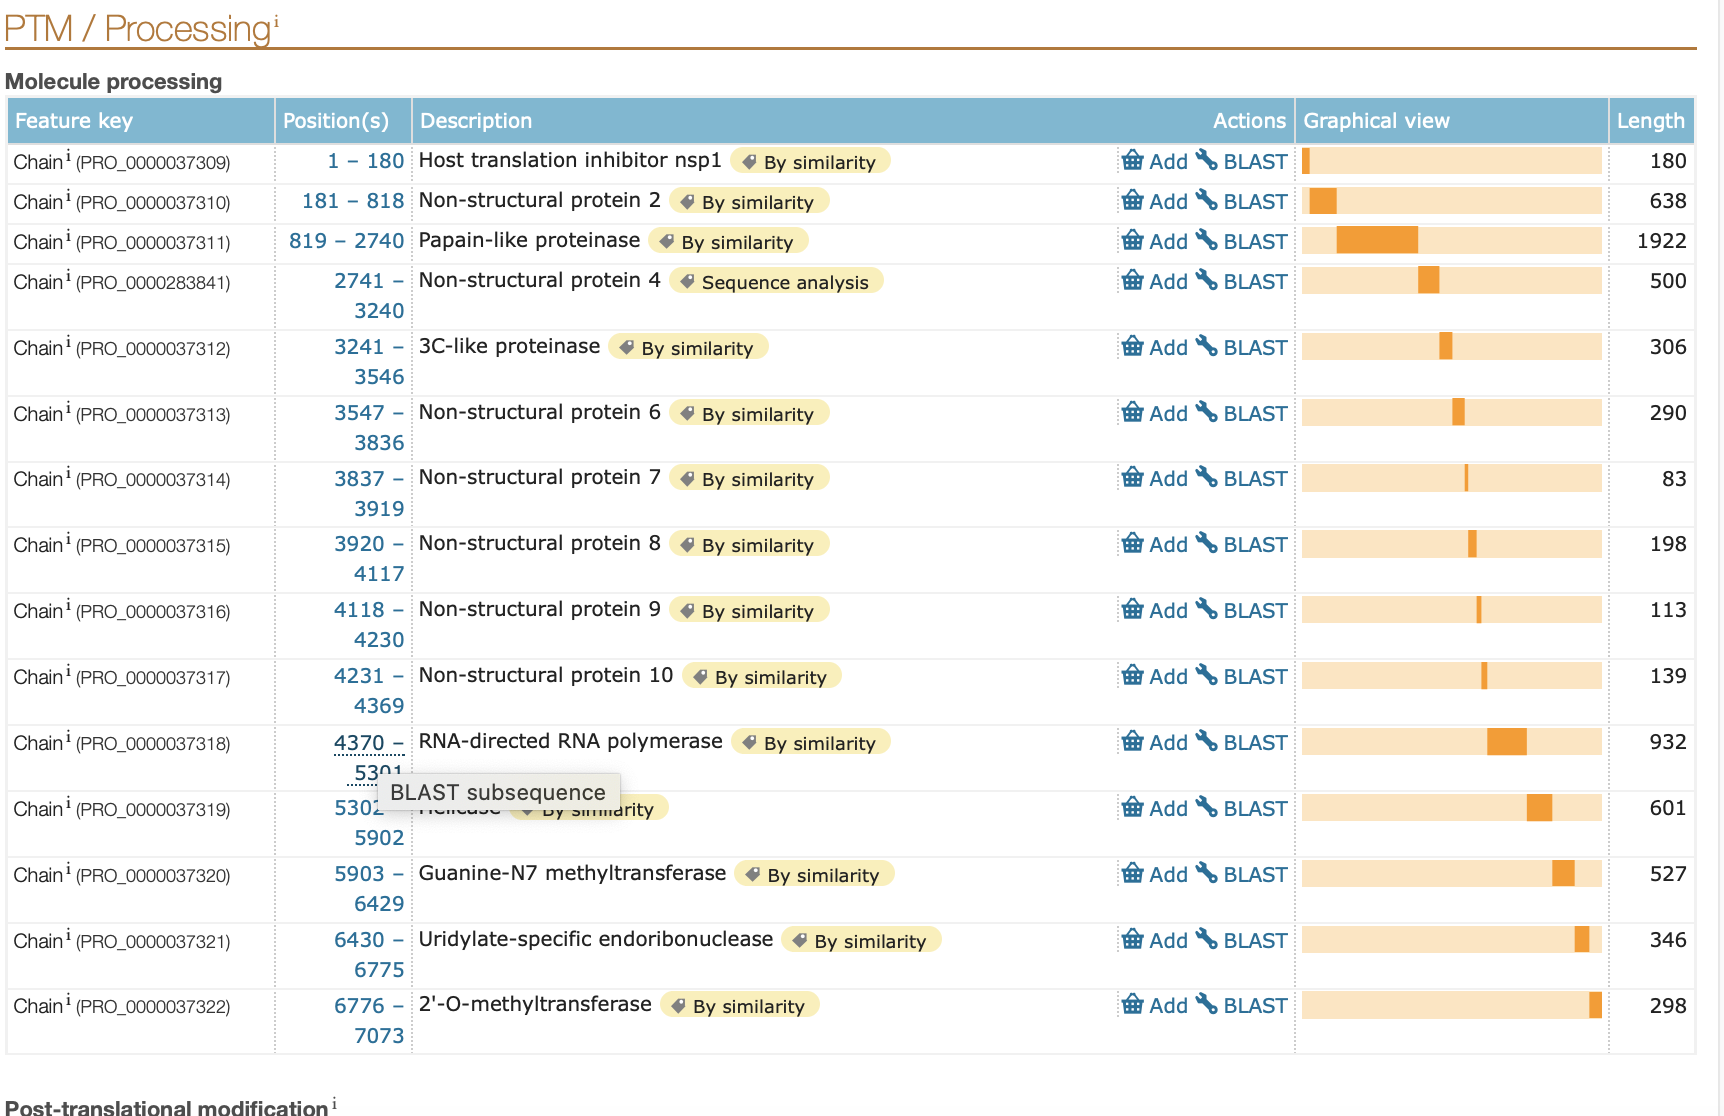 PTM / Processing i
Molecule processing
Feature key Position(s) Description Actions Graphical view Length
Chain i (PRO_0000037309) 1 – 180 Host translation inhibitor nsp1 By similarity Add BLAST 180
Chain i (PRO_0000037310) 181 – 818 Non-structural protein 2 By similarity Add BLAST 638
Chain i (PRO_0000037311) 819 – 2740 Papain-like proteinase By similarity Add BLAST 1922
Chain i (PRO_0000283841) 2741 – Non-structural protein 4 Sequence analysis Add BLAST 500
3240
Chain i (PRO_0000037312) 3241 – 3C-like proteinase By similarity Add BLAST 306
3546
Chain i (PRO_0000037313) 3547 – Non-structural protein 6 By similarity Add BLAST 290
3836
Chain i (PRO_0000037314) 3837 – Non-structural protein 7 By similarity Add BLAST 83
3919
Chain i (PRO_0000037315) 3920 – Non-structural protein 8 By similarity Add BLAST 198
4117
Chain i (PRO_0000037316) 4118 – Non-structural protein 9 By similarity Add BLAST 113
4230
Chain i (PRO_0000037317) 4231 – Non-structural protein 10 By similarity Add BLAST 139
4369
Chain i (PRO_0000037318) 4370 – RNA-directed RNA polymerase By similarity Add BLAST 932
5301
BLAST subsequence
Chain i (PRO_0000037319) 5302 Helicase By similarity Add BLAST 601
5902
Chain i (PRO_0000037320) 5903 – Guanine-N7 methyltransferase By similarity Add BLAST 527
6429
Chain i (PRO_0000037321) 6430 – Uridylate-specific endoribonuclease By similarity Add BLAST 346
6775
Chain i (PRO_0000037322) 6776 – 2'-O-methyltransferase By similarity Add BLAST 298
7073
Post-translational modification i